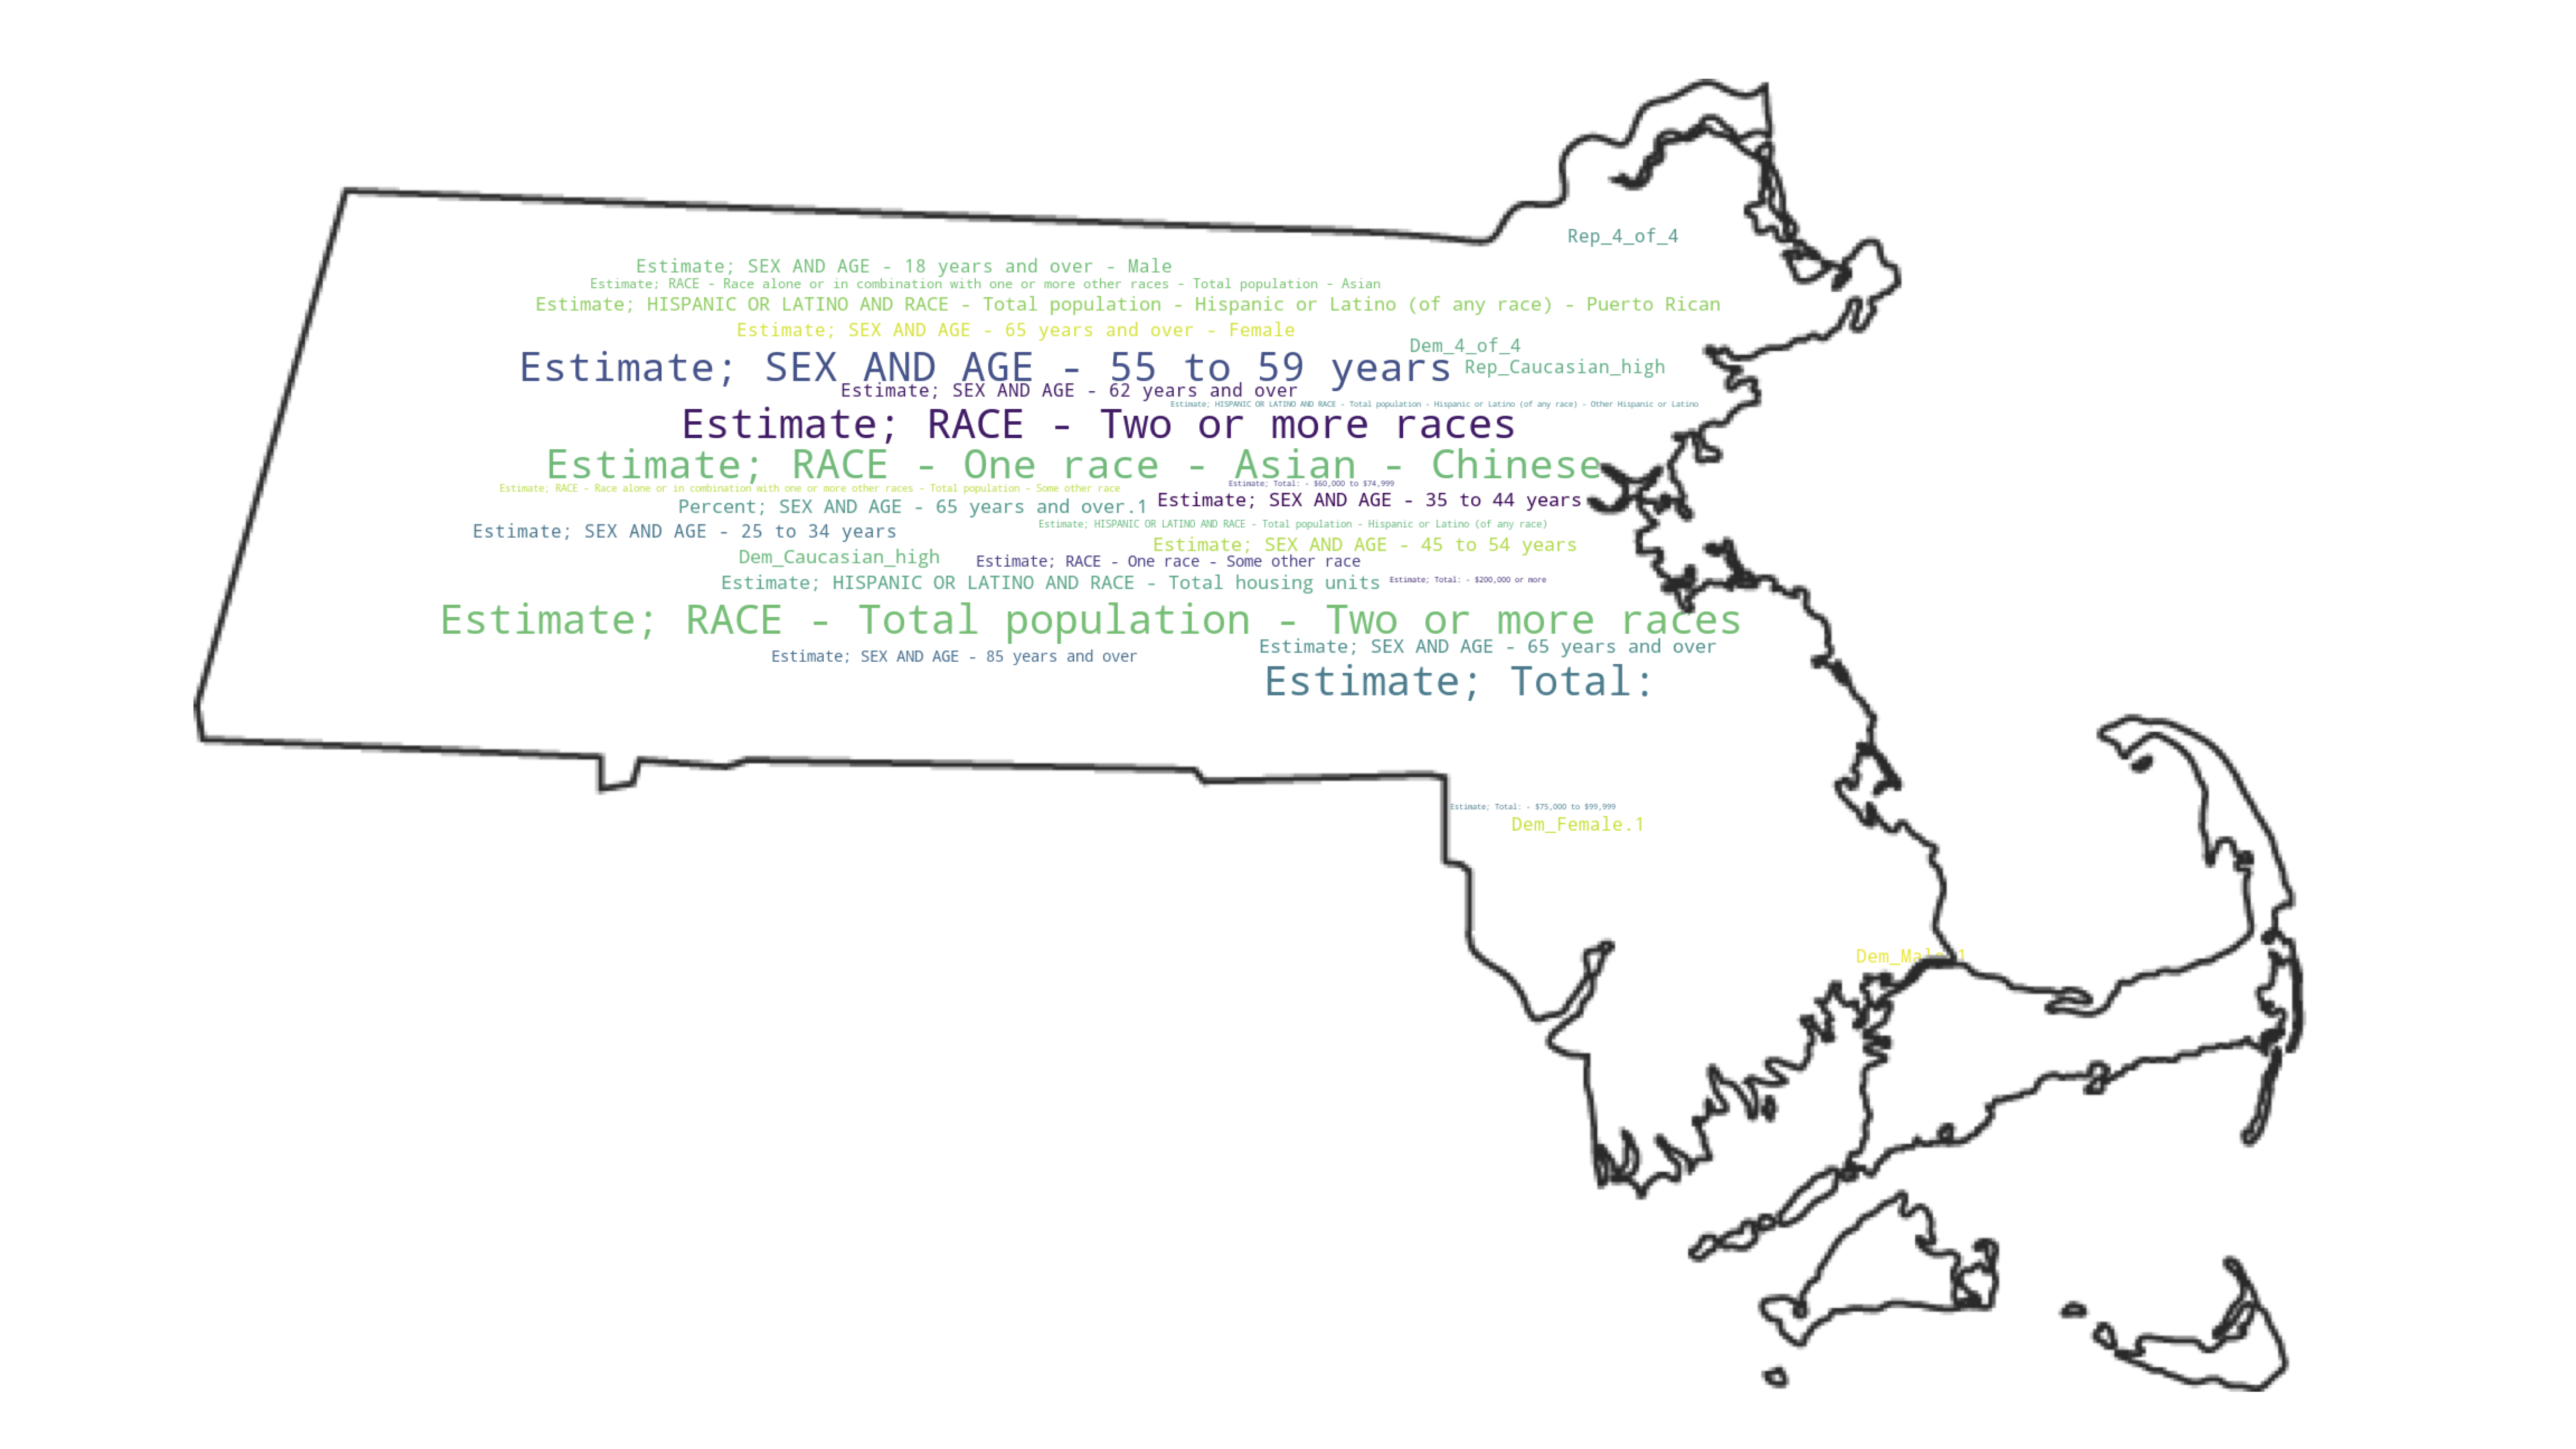 Rep_4_of_4
Estimate; SEX AND AGE - 18 years and over - Male
Estimate; RACE - Race alone or in combination with one or more other races - Total population - Asian
Estimate; HISPANIC OR LATINO AND RACE - Total population - Hispanic or Latino (of any race) - Puerto Rican
Estimate; SEX AND AGE - 65 years and over - Female
Dem_4_of_4
Estimate; SEX AND AGE - 55 to 59 years
Rep_Caucasian_high
Estimate; SEX AND AGE - 62 years and over
Estimate; HISPANIC OR LATINO AND RACE - Total population - Hispanic or Latino (of any race) - Other Hispanic or Latino
Estimate; RACE - Two or more races
Estimate; RACE - One race - Asian - Chinese
Estimate; Total: - $60,000 to $74,999
Estimate; RACE - Race alone or in combination with one or more other races - Total population - Some other race
Estimate; SEX AND AGE - 35 to 44 years
Percent; SEX AND AGE - 65 years and over.1
Estimate; HISPANIC OR LATINO AND RACE - Total population - Hispanic or Latino (of any race)
Estimate; SEX AND AGE - 25 to 34 years
Estimate; SEX AND AGE - 45 to 54 years
Dem_Caucasian_high
Estimate; RACE - One race - Some other race
Estimate; HISPANIC OR LATINO AND RACE - Total housing units
Estimate; Total: - $200,000 or more
Estimate; RACE - Total population - Two or more races
Estimate; SEX AND AGE - 65 years and over
Estimate; SEX AND AGE - 85 years and over
Estimate; Total:
Estimate; Total: - $75,000 to $99,999
Dem_Female.1
Dem_Male.1